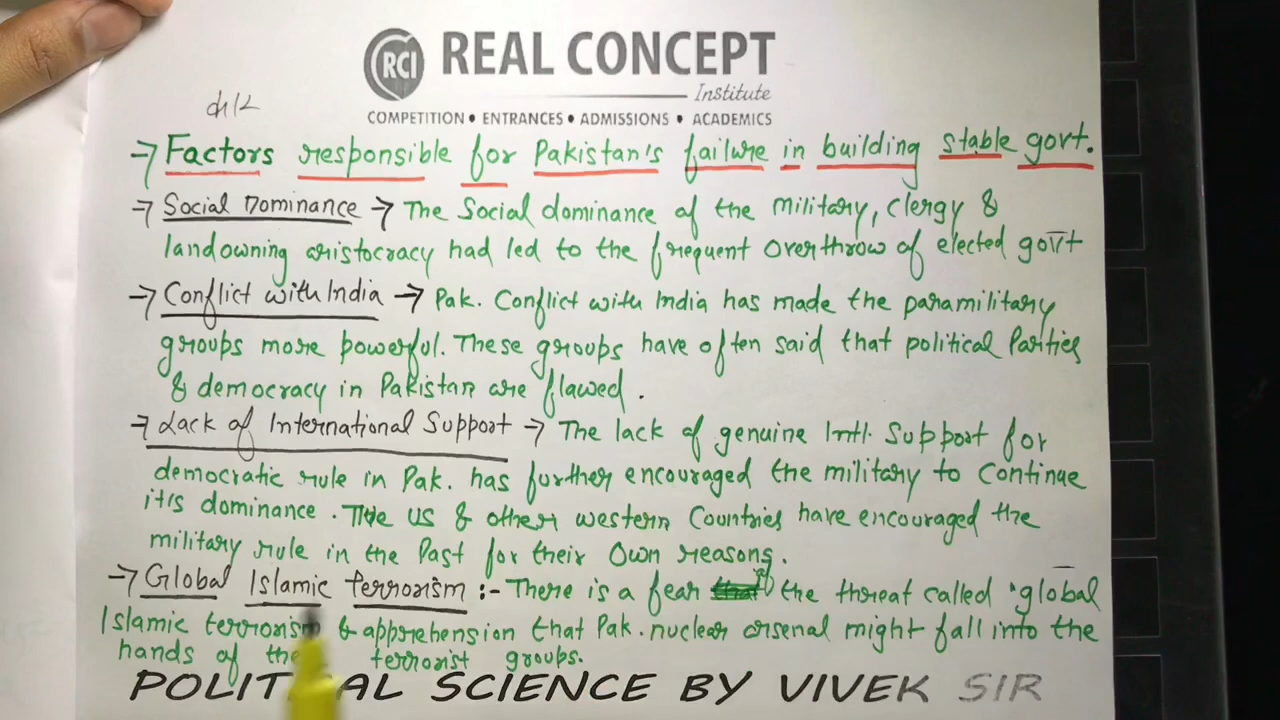 RCI REAL CONCEPT
Institute
COMPETITION • ENTRANCES • ADMISSIONS • ACADEMICS
→ Factors responsible for Pakistan's failure in building stable govt.
→ Social Dominance → The Social dominance of the military, clergy &
landowning aristocracy had led to the frequent overthrow of elected govt
→ Conflict with India → Pak. Conflict with India has made the paramilitary
groups more powerful. These groups have often said that political Parties
& democracy in Pakistan are flawed.
→ Lack of International Support → The lack of genuine Intl. Support for
democratic rule in Pak. has further encouraged the military to continue
it's dominance. The US & other western Countries have encouraged the
military rule in the Past for their Own reasons.
→ Global Islamic terrorism :- There is a fear of the threat called 'global
Islamic terrorism & apprehension that Pak. nuclear arsenal might fall into the
hands of the terrorist groups.
POLITICAL SCIENCE BY VIVEK SIR